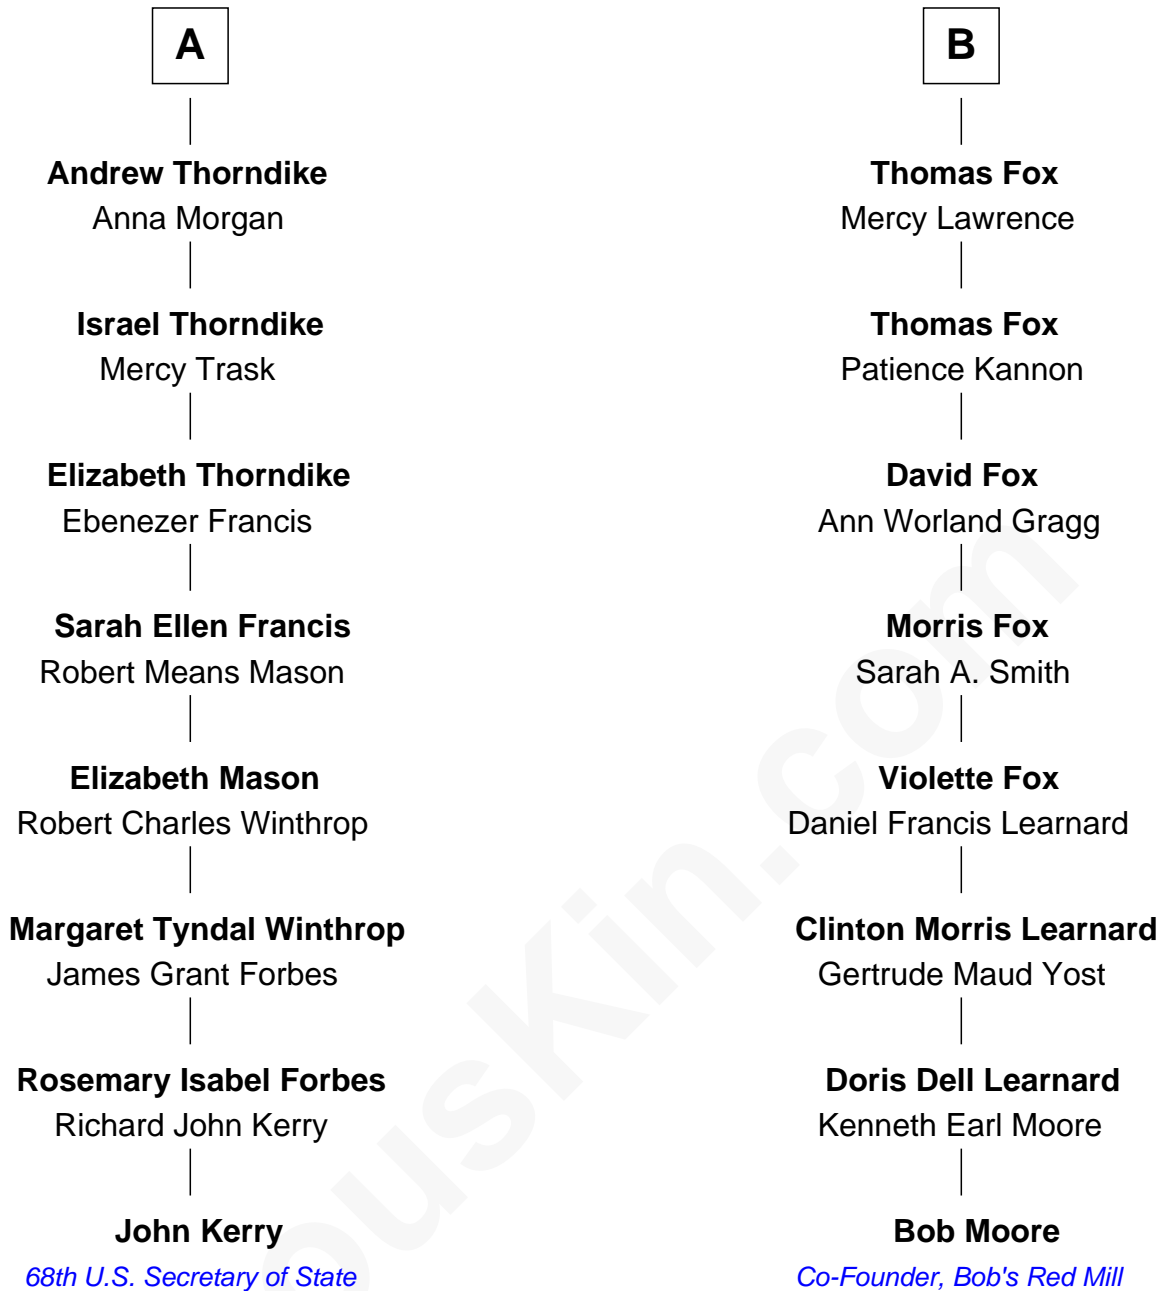 A
Andrew Thorndike
Anna Morgan
Israel Thorndike
Mercy Trask
Elizabeth Thorndike
Ebenezer Francis
Sarah Ellen Francis
Robert Means Mason
Elizabeth Mason
Robert Charles Winthrop
Margaret Tyndal Winthrop
James Grant Forbes
Rosemary Isabel Forbes
Richard John Kerry
John Kerry
68th U.S. Secretary of State
B
Thomas Fox
Mercy Lawrence
Thomas Fox
Patience Kannon
David Fox
Ann Worland Gragg
Morris Fox
Sarah A. Smith
Violette Fox
Daniel Francis Learnard
Clinton Morris Learnard
Gertrude Maud Yost
Doris Dell Learnard
Kenneth Earl Moore
Bob Moore
Co-Founder, Bob's Red Mill
ousKin.com